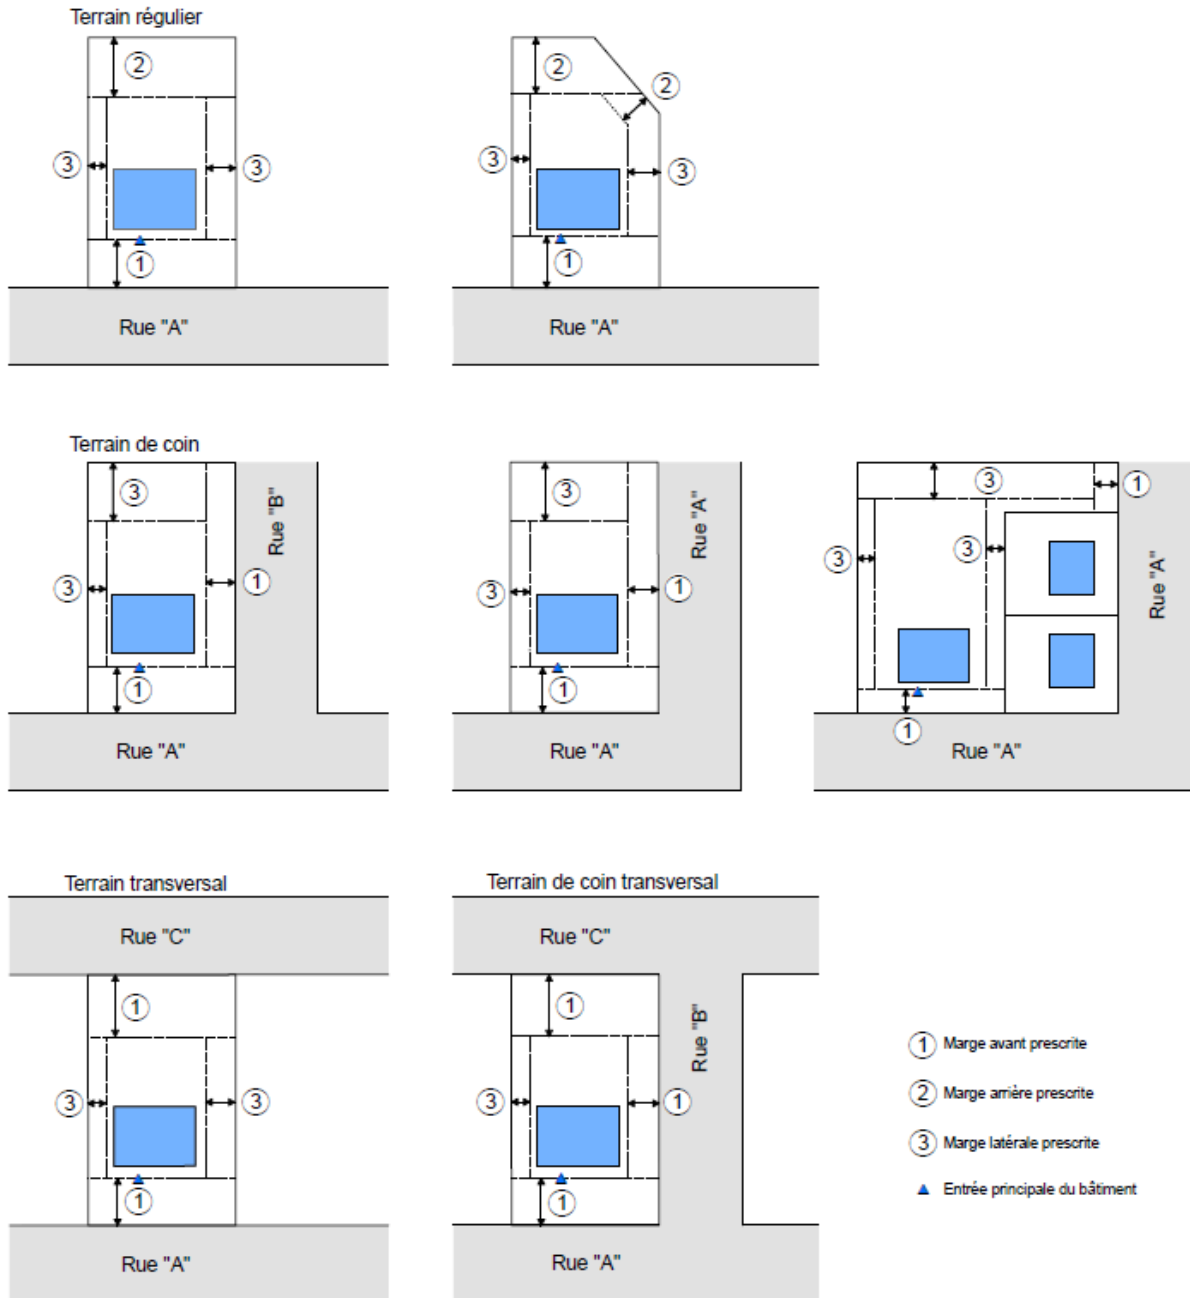 Terrain régulier
2
3
3
1
Rue "A"
2
2
3
3
1
Rue "A"
Terrain de coin
3
Rue "B"
3
1
1
Rue "A"
3
Rue "A"
3
1
1
Rue "A"
3
1
3
3
Rue "A"
1
Rue "A"
Terrain transversal
Rue "C"
1
3
3
1
Rue "A"
Terrain de coin transversal
Rue "C"
1
Rue "B"
3
1
1
Rue "A"
1 Marge avant prescrite
2 Marge arrière prescrite
3 Marge latérale prescrite
Entrée principale du bâtiment